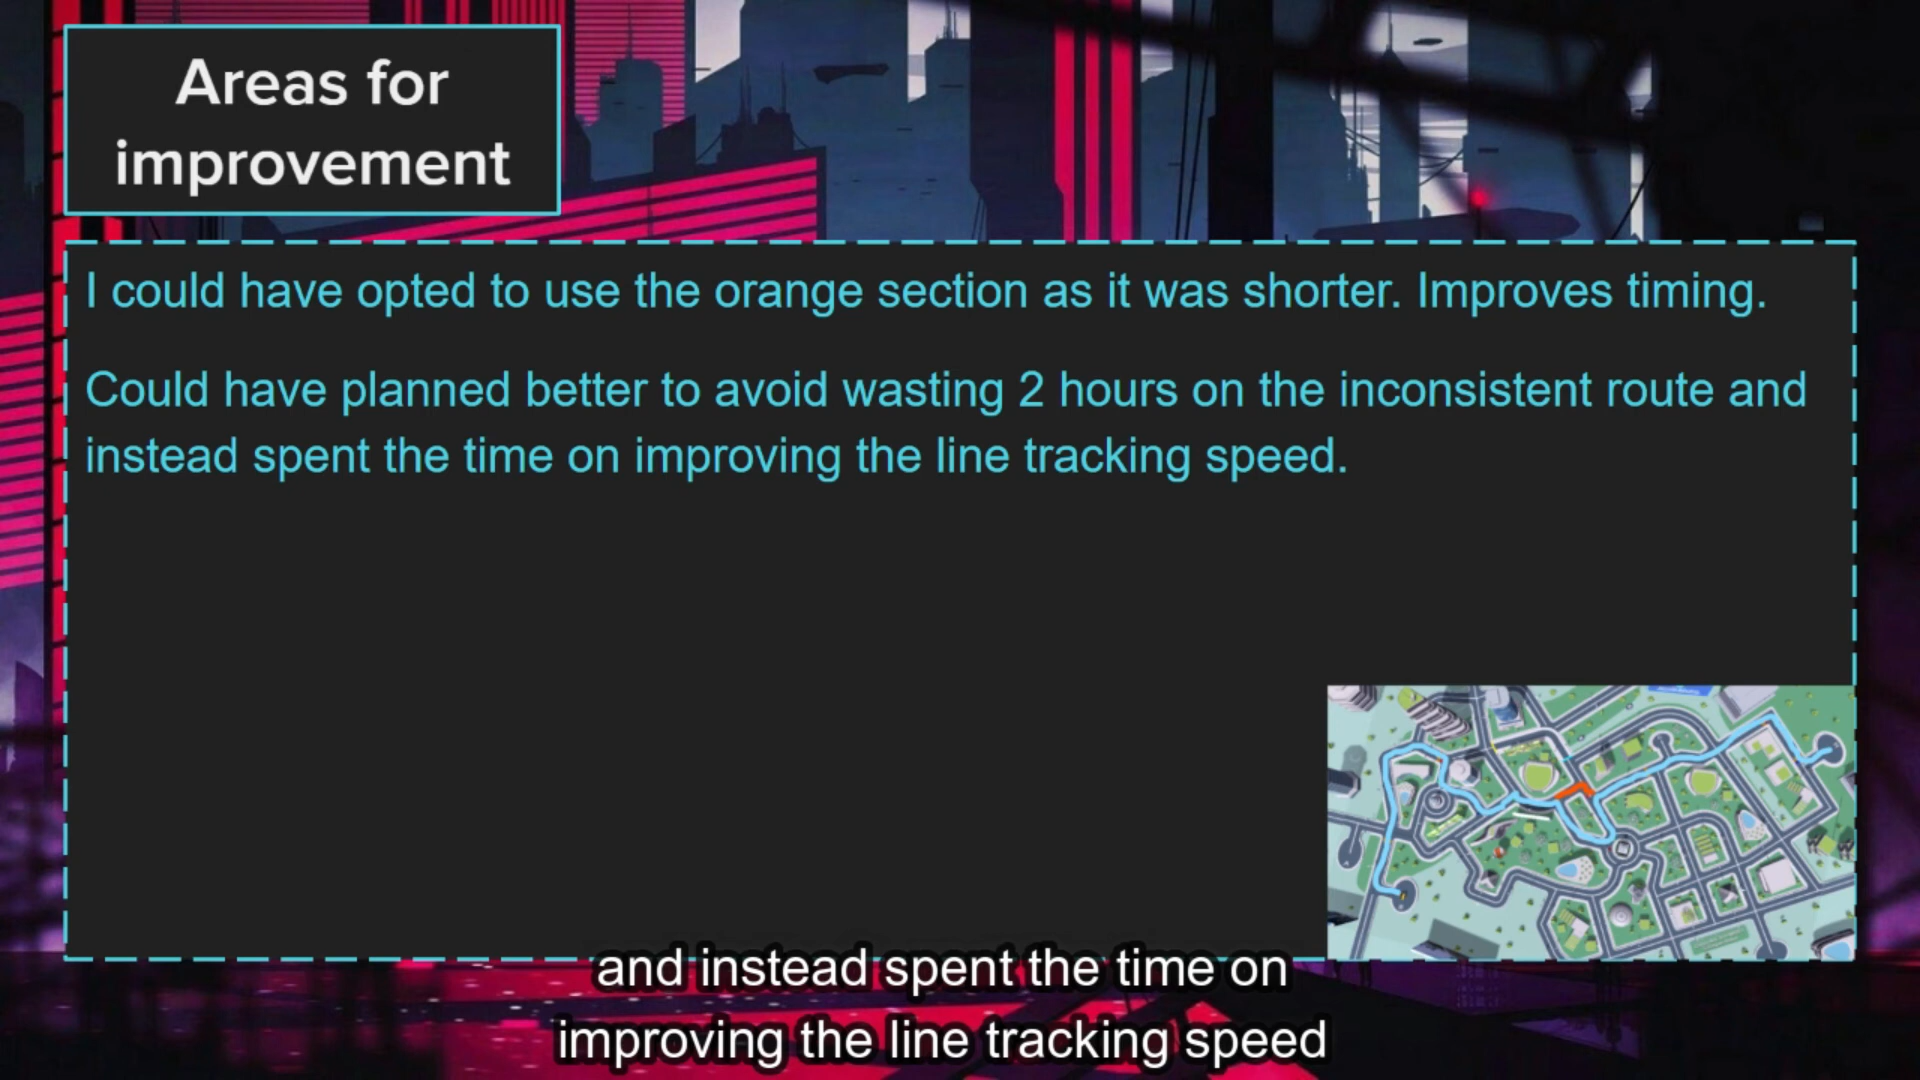 Areas for
improvement
I could have opted to use the orange section as it was shorter. Improves timing.
Could have planned better to avoid wasting 2 hours on the inconsistent route and
instead spent the time on improving the line tracking speed.
and instead spent the time on
improving the line tracking speed